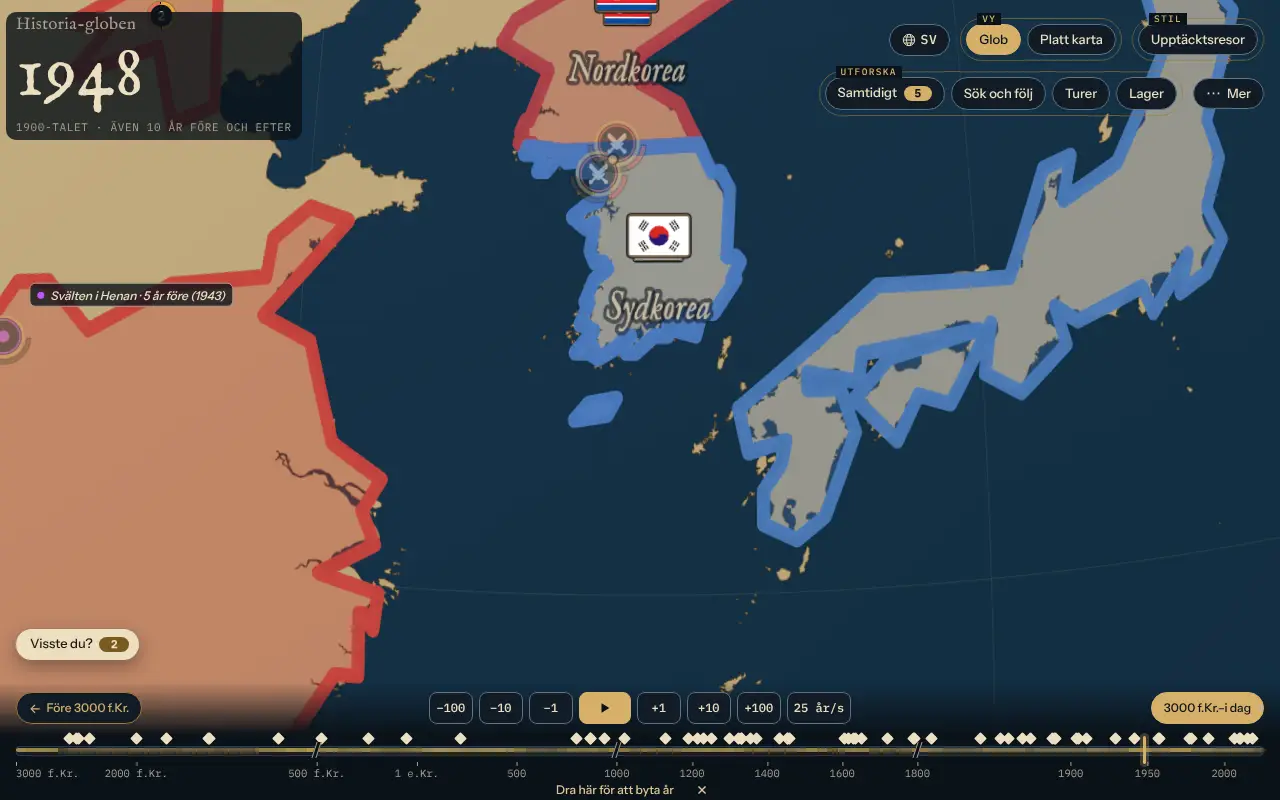 Historia-globen
2
1948
1900-TALET · ÄVEN 10 ÅR FÖRE OCH EFTER
SV
VY
Glob
Platt karta
STIL
Upptäcktsresor
UTFORSKA
Samtidigt 5
Sök och följ
Turer
Lager
··· Mer
Nordkorea
Sydkorea
Svälten i Henan · 5 år före (1943)
Visste du? 2
← Före 3000 f.Kr.
−100
−10
−1
+1
+10
+100
25 år/s
3000 f.Kr.–i dag
3000 f.Kr.
2000 f.Kr.
500 f.Kr.
1 e.Kr.
500
1000
1200
1400
1600
1800
1900
1950
2000
Dra här för att byta år ✕